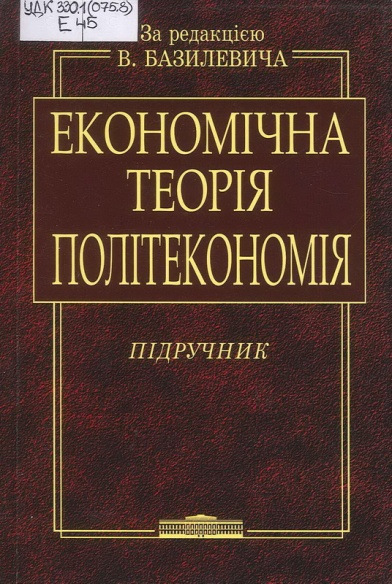 УДК 330.1(075.8)
Е 45
За редакцією
В. БАЗИЛЕВИЧА
ЕКОНОМІЧНА
ТЕОРІЯ
ПОЛІТЕКОНОМІЯ
ПІДРУЧНИК